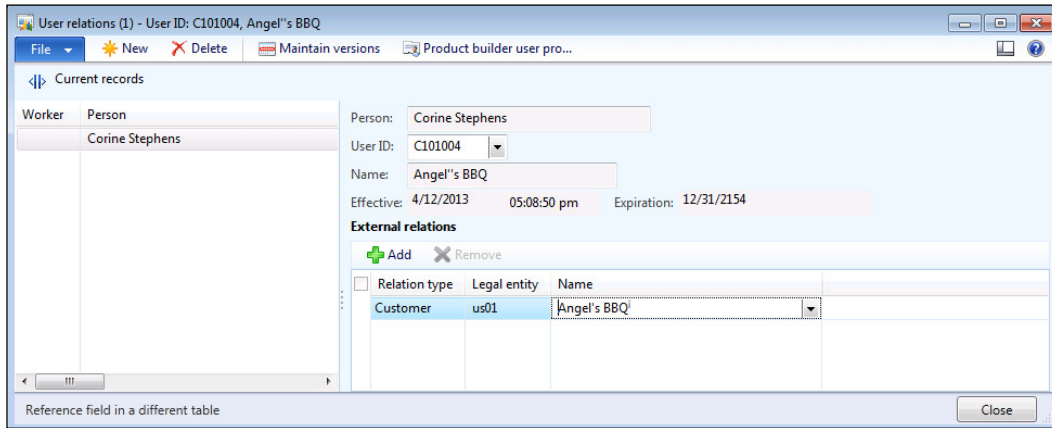 User relations (1) - User ID: C101004, Angel''s BBQ
File New Delete Maintain versions Product builder user pro...
Current records
Worker Person
Corine Stephens
Person: Corine Stephens
User ID: C101004
Name: Angel''s BBQ
Effective: 4/12/2013 05:08:50 pm Expiration: 12/31/2154
External relations
Add Remove
Relation type Legal entity Name
Customer us01 Angel's BBQ
Reference field in a different table
Close